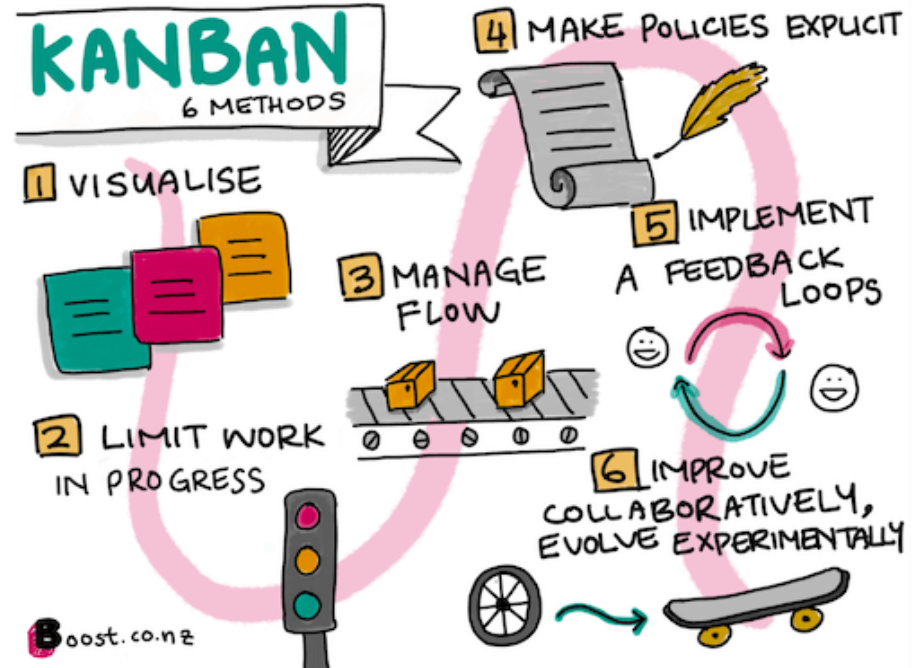 KANBAN
6 METHODS
1 VISUALISE
2 LIMIT WORK
IN PROGRESS
3 MANAGE
FLOW
4 MAKE POLICIES EXPLICIT
5 IMPLEMENT
A FEEDBACK
LOOPS
6 IMPROVE
COLLABORATIVELY,
EVOLVE EXPERIMENTALLY
Boost.co.nz